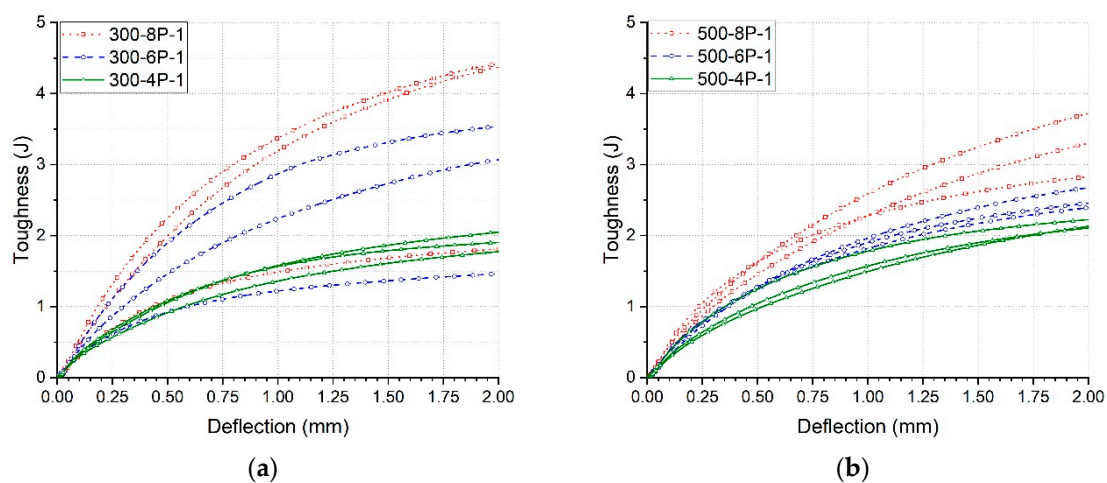 300-8P-1
300-6P-1
300-4P-1
Toughness (J)
5
4
3
2
1
0
0.00 0.25 0.50 0.75 1.00 1.25 1.50 1.75 2.00
Deflection (mm)
(a)
500-8P-1
500-6P-1
500-4P-1
Toughness (J)
5
4
3
2
1
0
0.00 0.25 0.50 0.75 1.00 1.25 1.50 1.75 2.00
Deflection (mm)
(b)